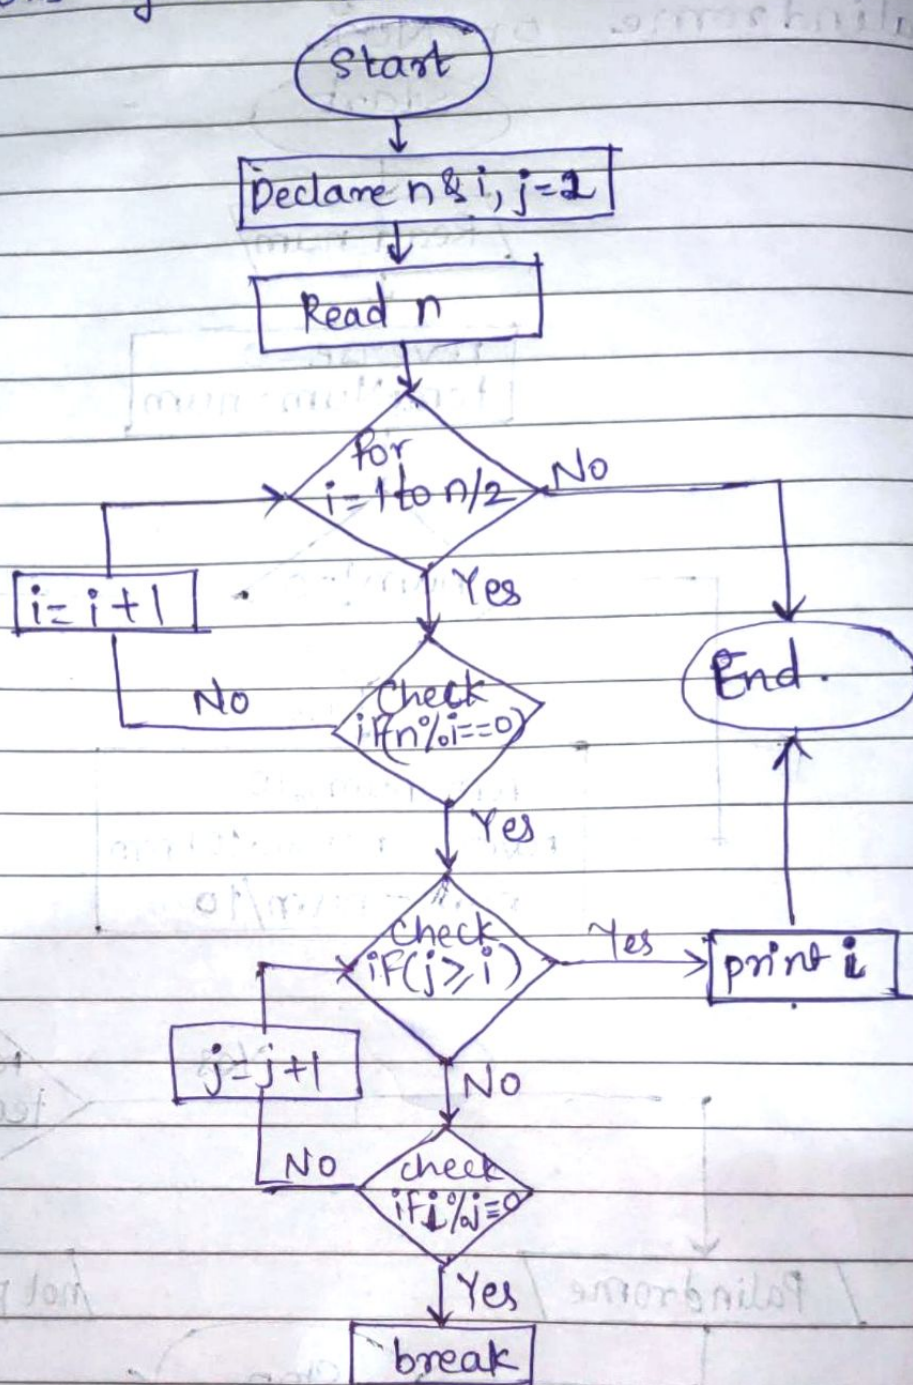 Start
Declare n & i, j=2
Read n
for
i=1 to n/2
No
Yes
i=i+1
End.
No
Check
if(n%i==0)
Yes
Check
if(j>,i)
Yes
print i
j=j+1
No
No
check
if i%j=0
Yes
break